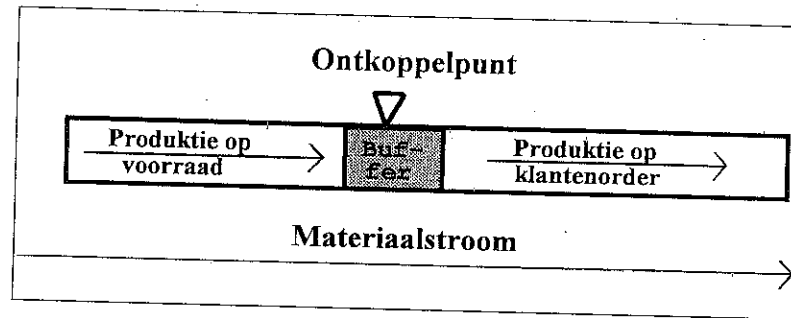 Ontkoppelpunt
Produktie op
voorraad
Buf-
fer
Produktie op
klantenorder
Materiaalstroom